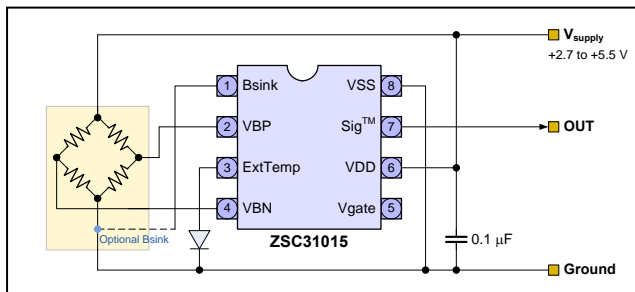 Vsupply
+2.7 to +5.5 V
1 Bsink VSS 8
2 VBP Sig™ 7 OUT
3 ExtTemp VDD 6
4 VBN Vgate 5
Optional Bsink
ZSC31015
0.1 µF
Ground